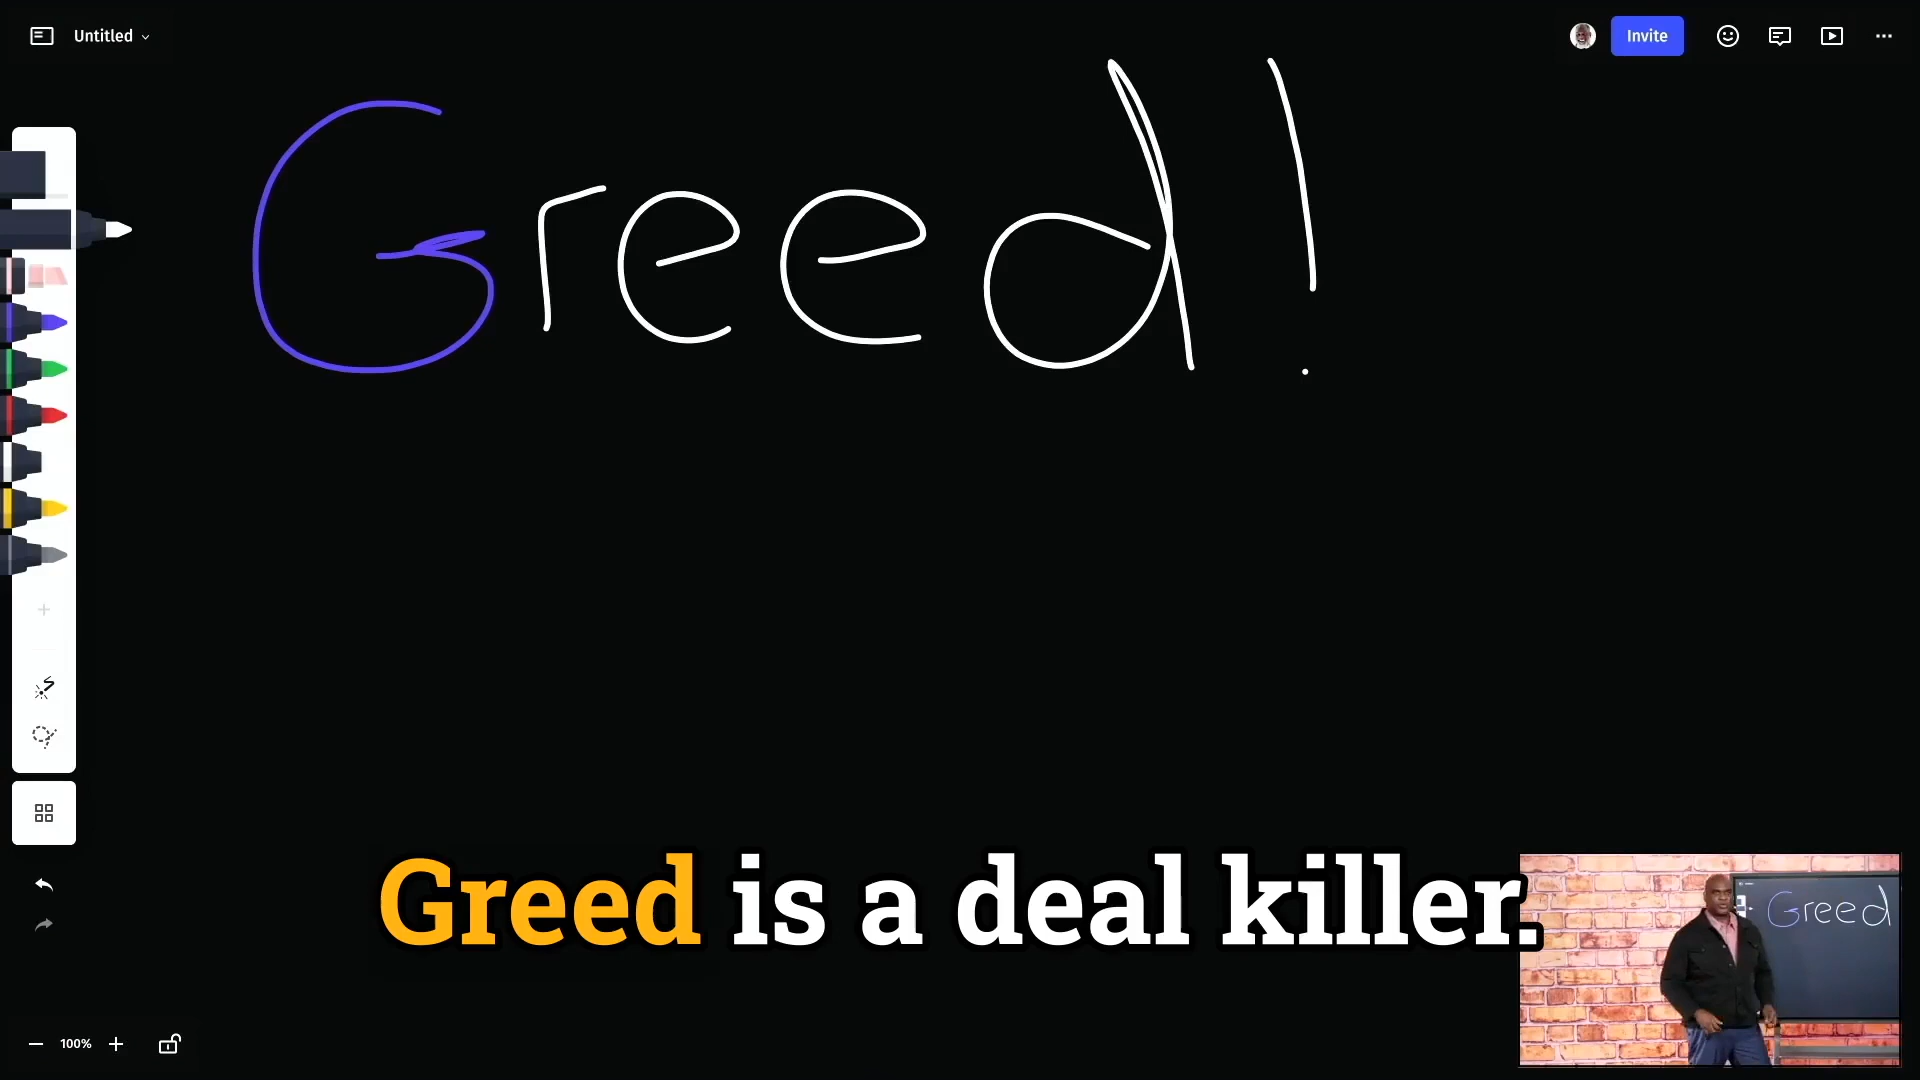 Untitled
Invite
Greed!
Greed is a deal killer.
Greed
100%